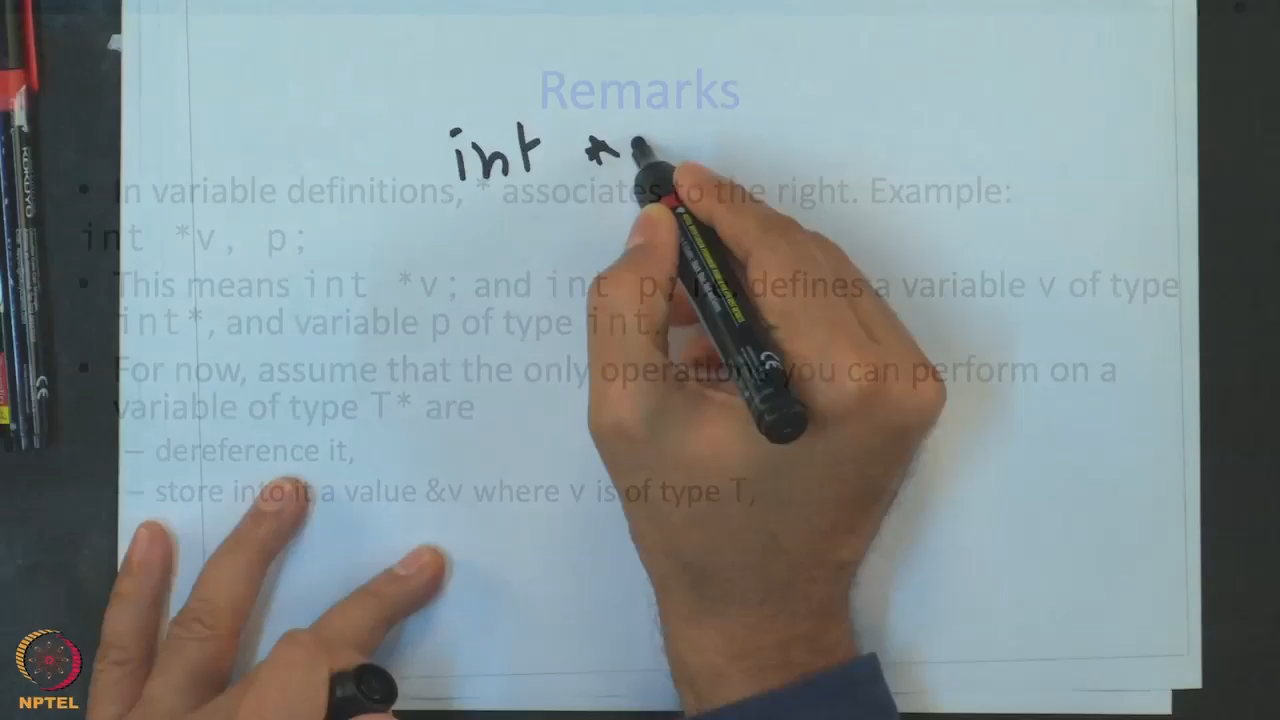 Remarks
int *
• In variable definitions, * associates to the right. Example:
int *v, p;
• This means int *v; and int p; defines a variable v of type
int*, and variable p of type int.
• For now, assume that the only operations you can perform on a
variable of type T* are
– dereference it,
– store into it a value &v where v is of type T,
NPTEL